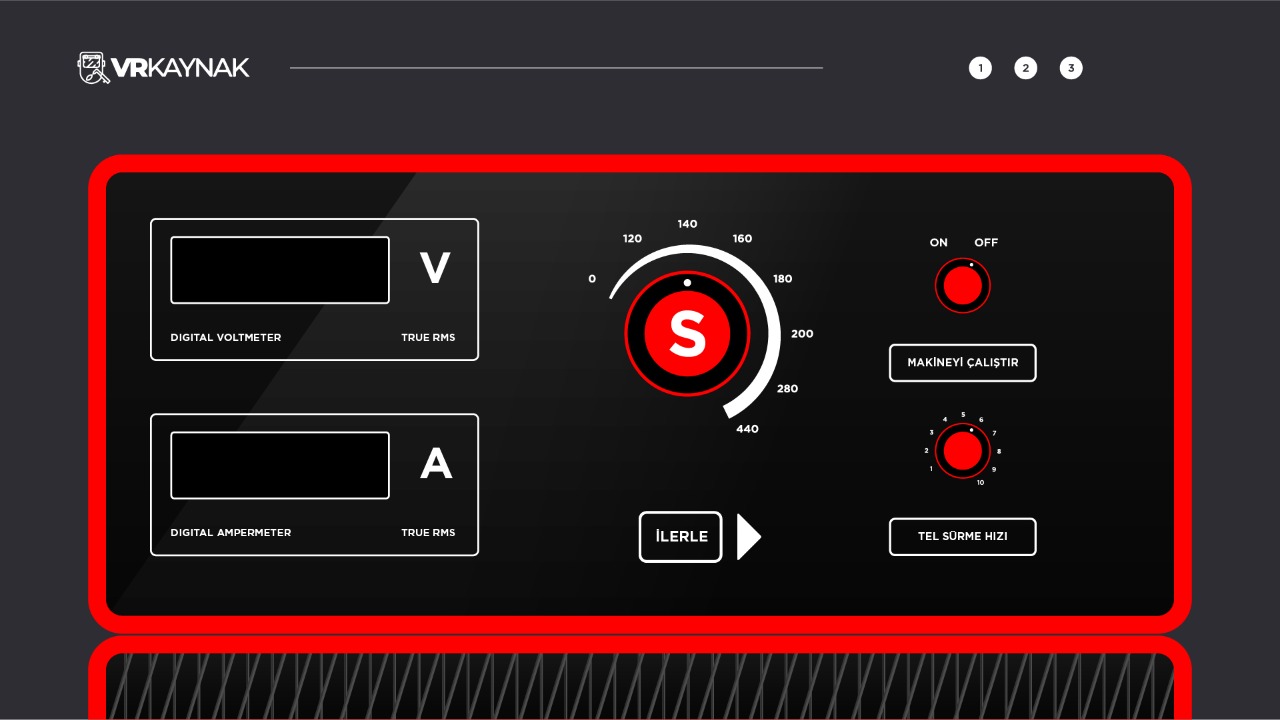 VRKAYNAK
1 2 3
V
DIGITAL VOLTMETER TRUE RMS
A
DIGITAL AMPERMETER TRUE RMS
0 120 140 160 180 200 280 440
S
İLERLE
ON OFF
MAKİNEYİ ÇALIŞTIR
1 2 3 4 5 6 7 8 9 10
TEL SÜRME HIZI